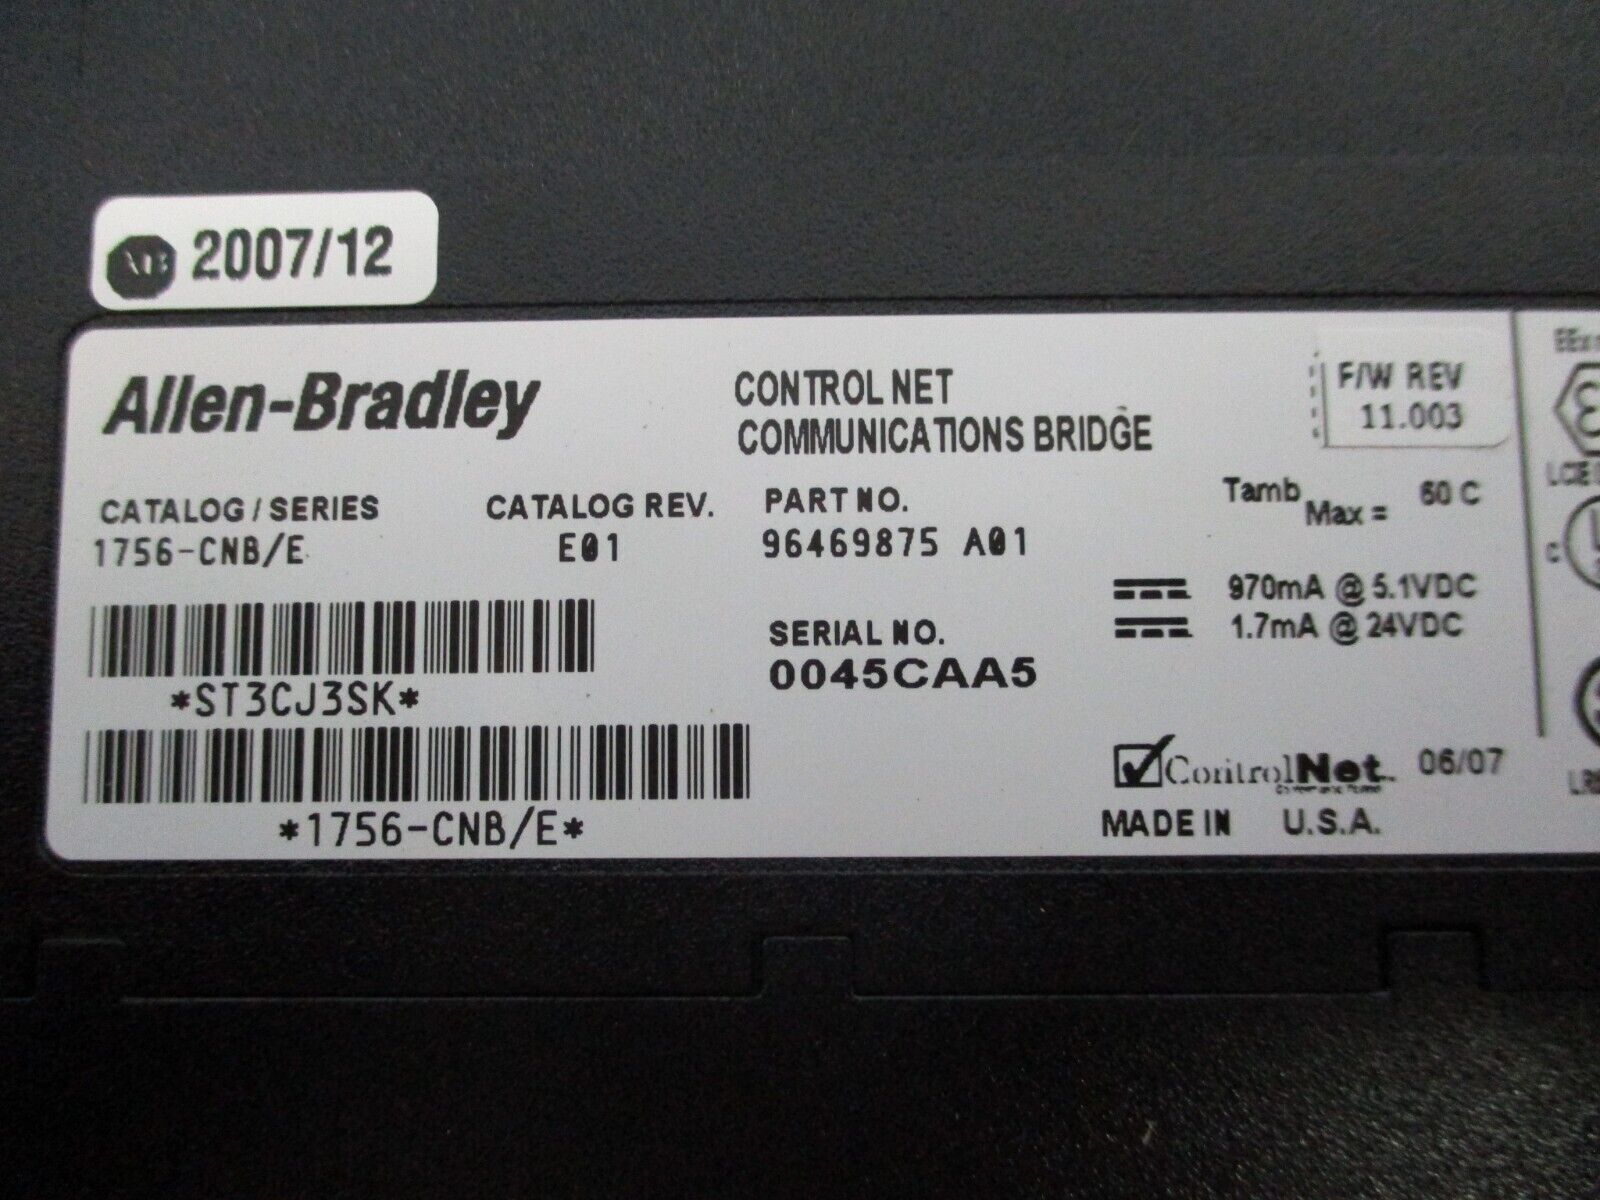 AB 2007/12
Allen-Bradley
CONTROL NET
COMMUNICATIONS BRIDGE
F/W REV
11.003
CATALOG / SERIES
1756-CNB/E
CATALOG REV.
E01
PART NO.
96469875 A01
Tamb Max = 60 C
970mA @ 5.1VDC
1.7mA @ 24VDC
SERIAL NO.
0045CAA5
*ST3CJ3SK*
*1756-CNB/E*
ControlNet 06/07
MADE IN U.S.A.
EEx
LCIE
C